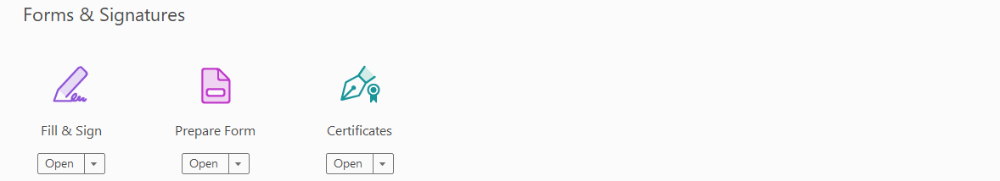 Forms & Signatures
Fill & Sign
Prepare Form
Certificates
Open
Open
Open